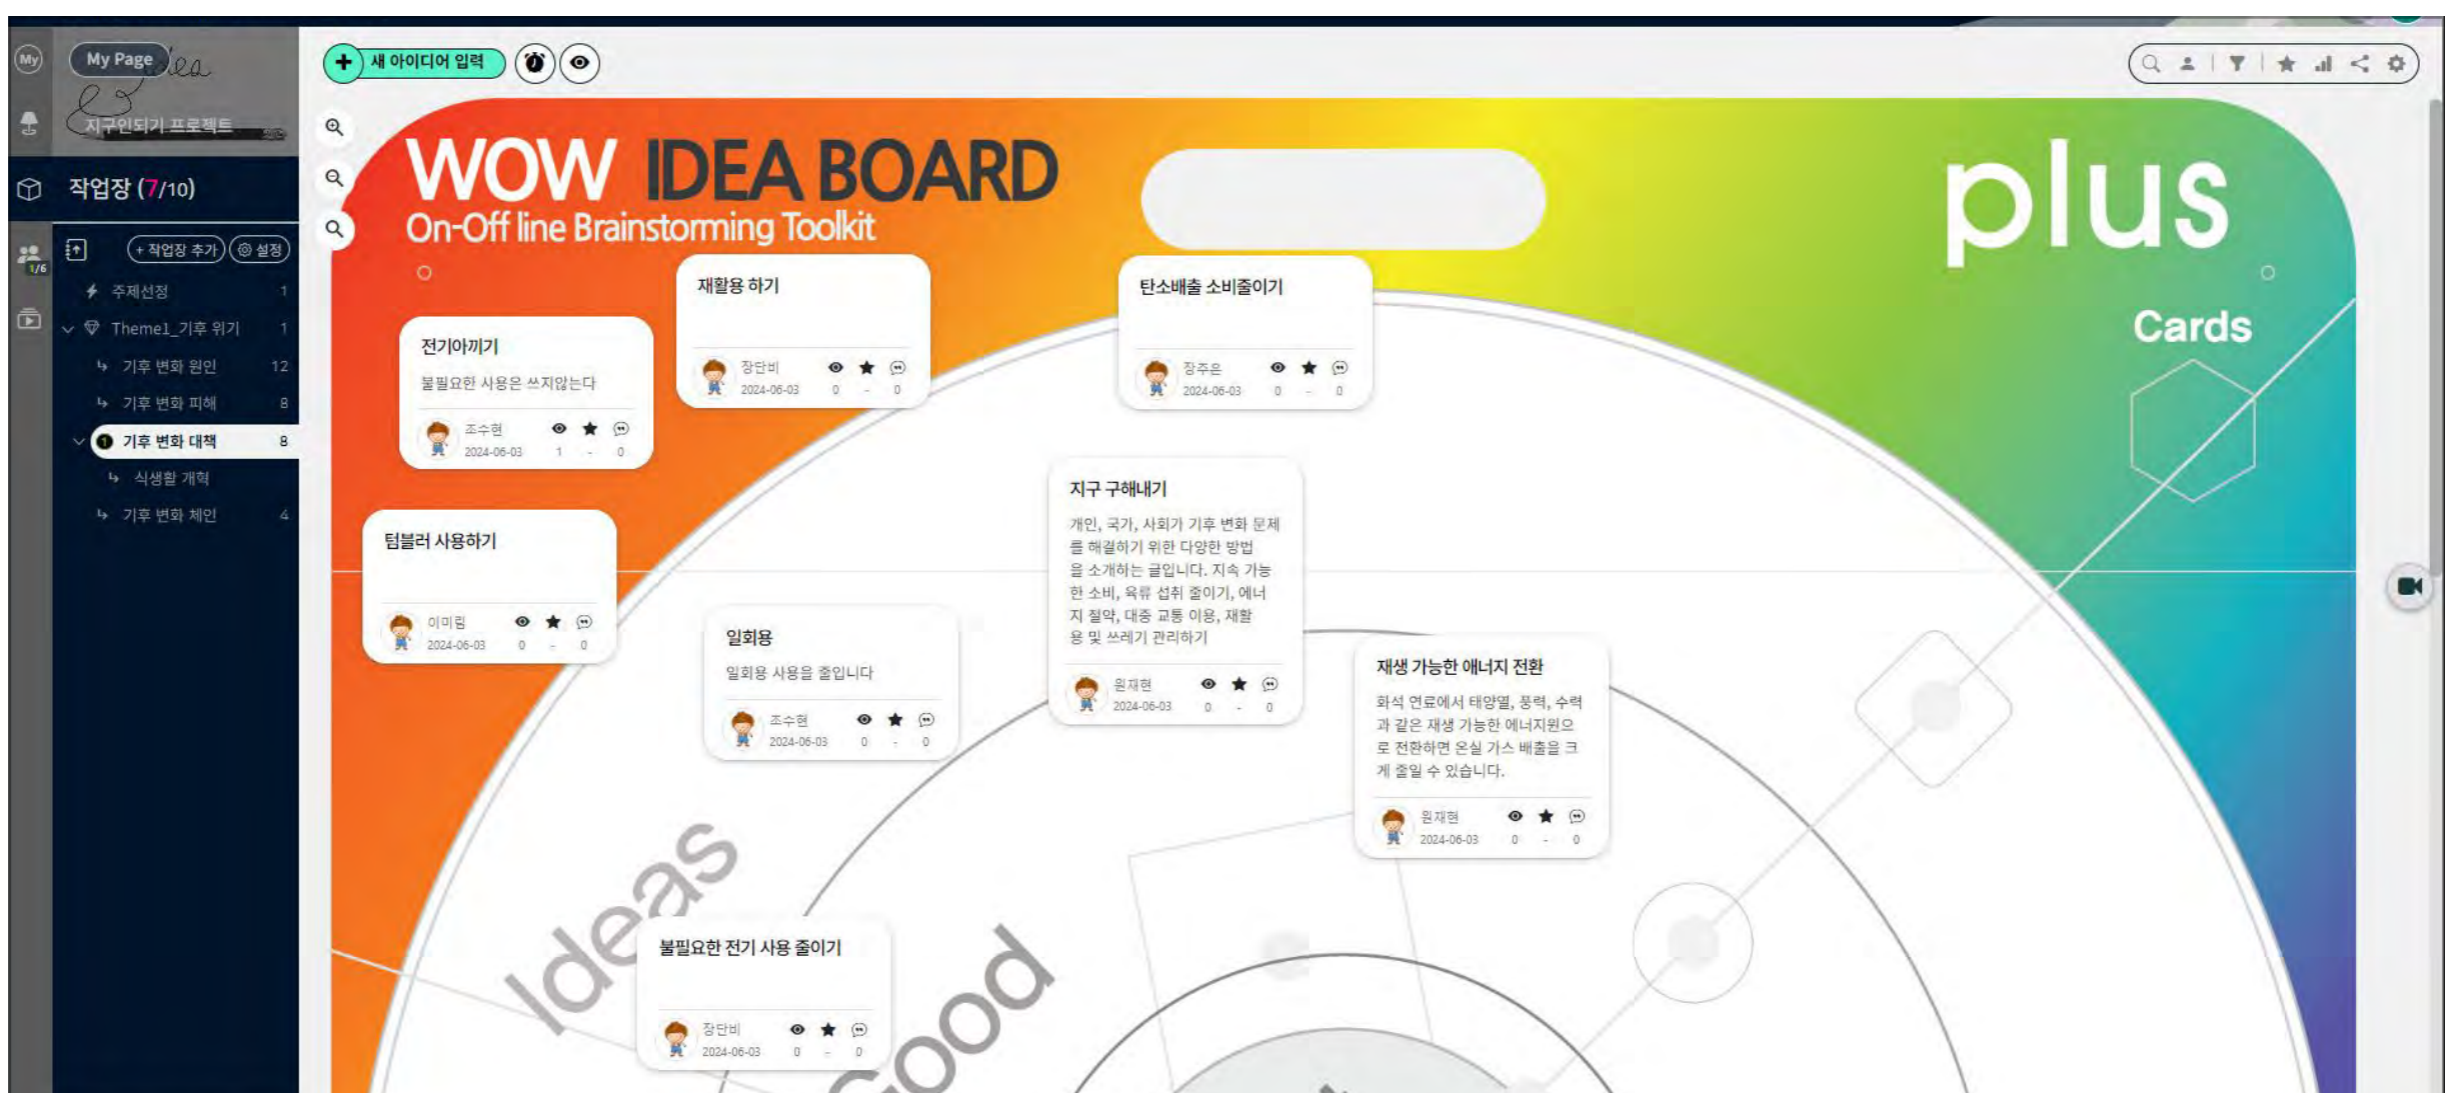 My
My Page
idea
지구인되기 프로젝트
작업장 (7/10)
+ 작업장 추가
설정
1/6
주제선정 1
Theme1_기후 위기 1
기후 변화 원인 12
기후 변화 피해 8
1 기후 변화 대책 8
식생활 개혁
기후 변화 체인 4
+ 새 아이디어 입력
WOW IDEA BOARD
On-Off line Brainstorming Toolkit
plus
Cards
재활용 하기
장단비
2024-06-03 0 - 0
탄소배출 소비줄이기
장주은
2024-06-03 0 - 0
전기아끼기
불필요한 사용은 쓰지않는다
조수현
2024-06-03 1 - 0
지구 구해내기
개인, 국가, 사회가 기후 변화 문제
를 해결하기 위한 다양한 방법
을 소개하는 글입니다. 지속 가능
한 소비, 육류 섭취 줄이기, 에너
지 절약, 대중 교통 이용, 재활
용 및 쓰레기 관리하기
원재현
2024-06-03 0 - 0
텀블러 사용하기
이미림
2024-06-03 0 - 0
일회용
일회용 사용을 줄입니다
조수현
2024-06-03 0 - 0
재생 가능한 애너지 전환
화석 연료에서 태양열, 풍력, 수력
과 같은 재생 가능한 에너지원으
로 전환하면 온실 가스 배출을 크
게 줄일 수 있습니다.
원재현
2024-06-03 0 - 0
Ideas
불필요한 전기 사용 줄이기
장단비
2024-06-03 0 - 0
Good